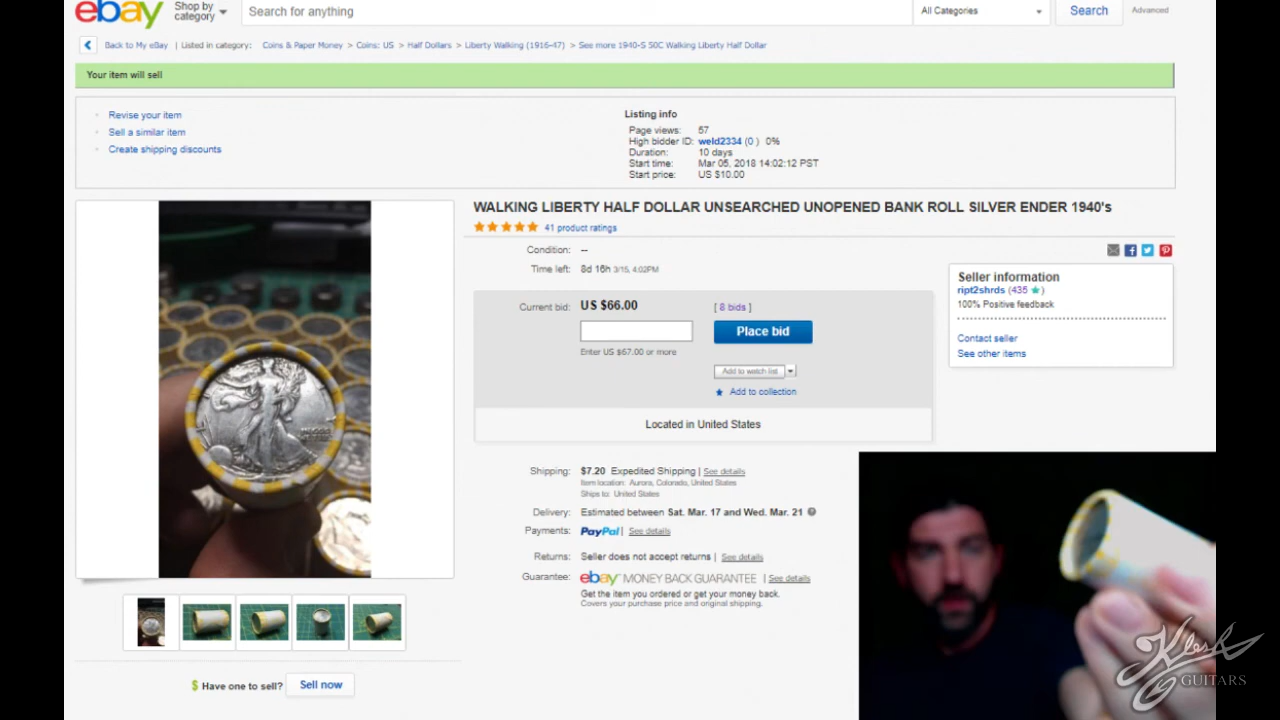 ebay
Shop by
category
Search for anything
All Categories
Search
Advanced
Back to My eBay | Listed in category: Coins & Paper Money > Coins: US > Half Dollars > Liberty Walking (1916-47) > See more 1940-S 50C Walking Liberty Half Dollar
Your item will sell
Revise your item
Sell a similar item
Create shipping discounts
Listing info
Page views: 57
High bidder ID: weld2334 (0 ) 0%
Duration: 10 days
Start time: Mar 05, 2018 14:02:12 PST
Start price: US $10.00
WALKING LIBERTY HALF DOLLAR UNSEARCHED UNOPENED BANK ROLL SILVER ENDER 1940's
41 product ratings
Condition: --
Time left: 8d 16h 3/15, 4:02PM
Current bid: US $66.00 [ 8 bids ]
Place bid
Enter US $67.00 or more
Add to watch list
Add to collection
Located in United States
Seller information
ript2shrds (435 )
100% Positive feedback
Contact seller
See other items
Shipping: $7.20 Expedited Shipping | See details
Item location: Aurora, Colorado, United States
Ships to: United States
Delivery: Estimated between Sat. Mar. 17 and Wed. Mar. 21
Payments: PayPal | See details
Returns: Seller does not accept returns | See details
Guarantee: ebay MONEY BACK GUARANTEE | See details
Get the item you ordered or get your money back.
Covers your purchase price and original shipping.
$ Have one to sell? Sell now
Klesh
GUITARS